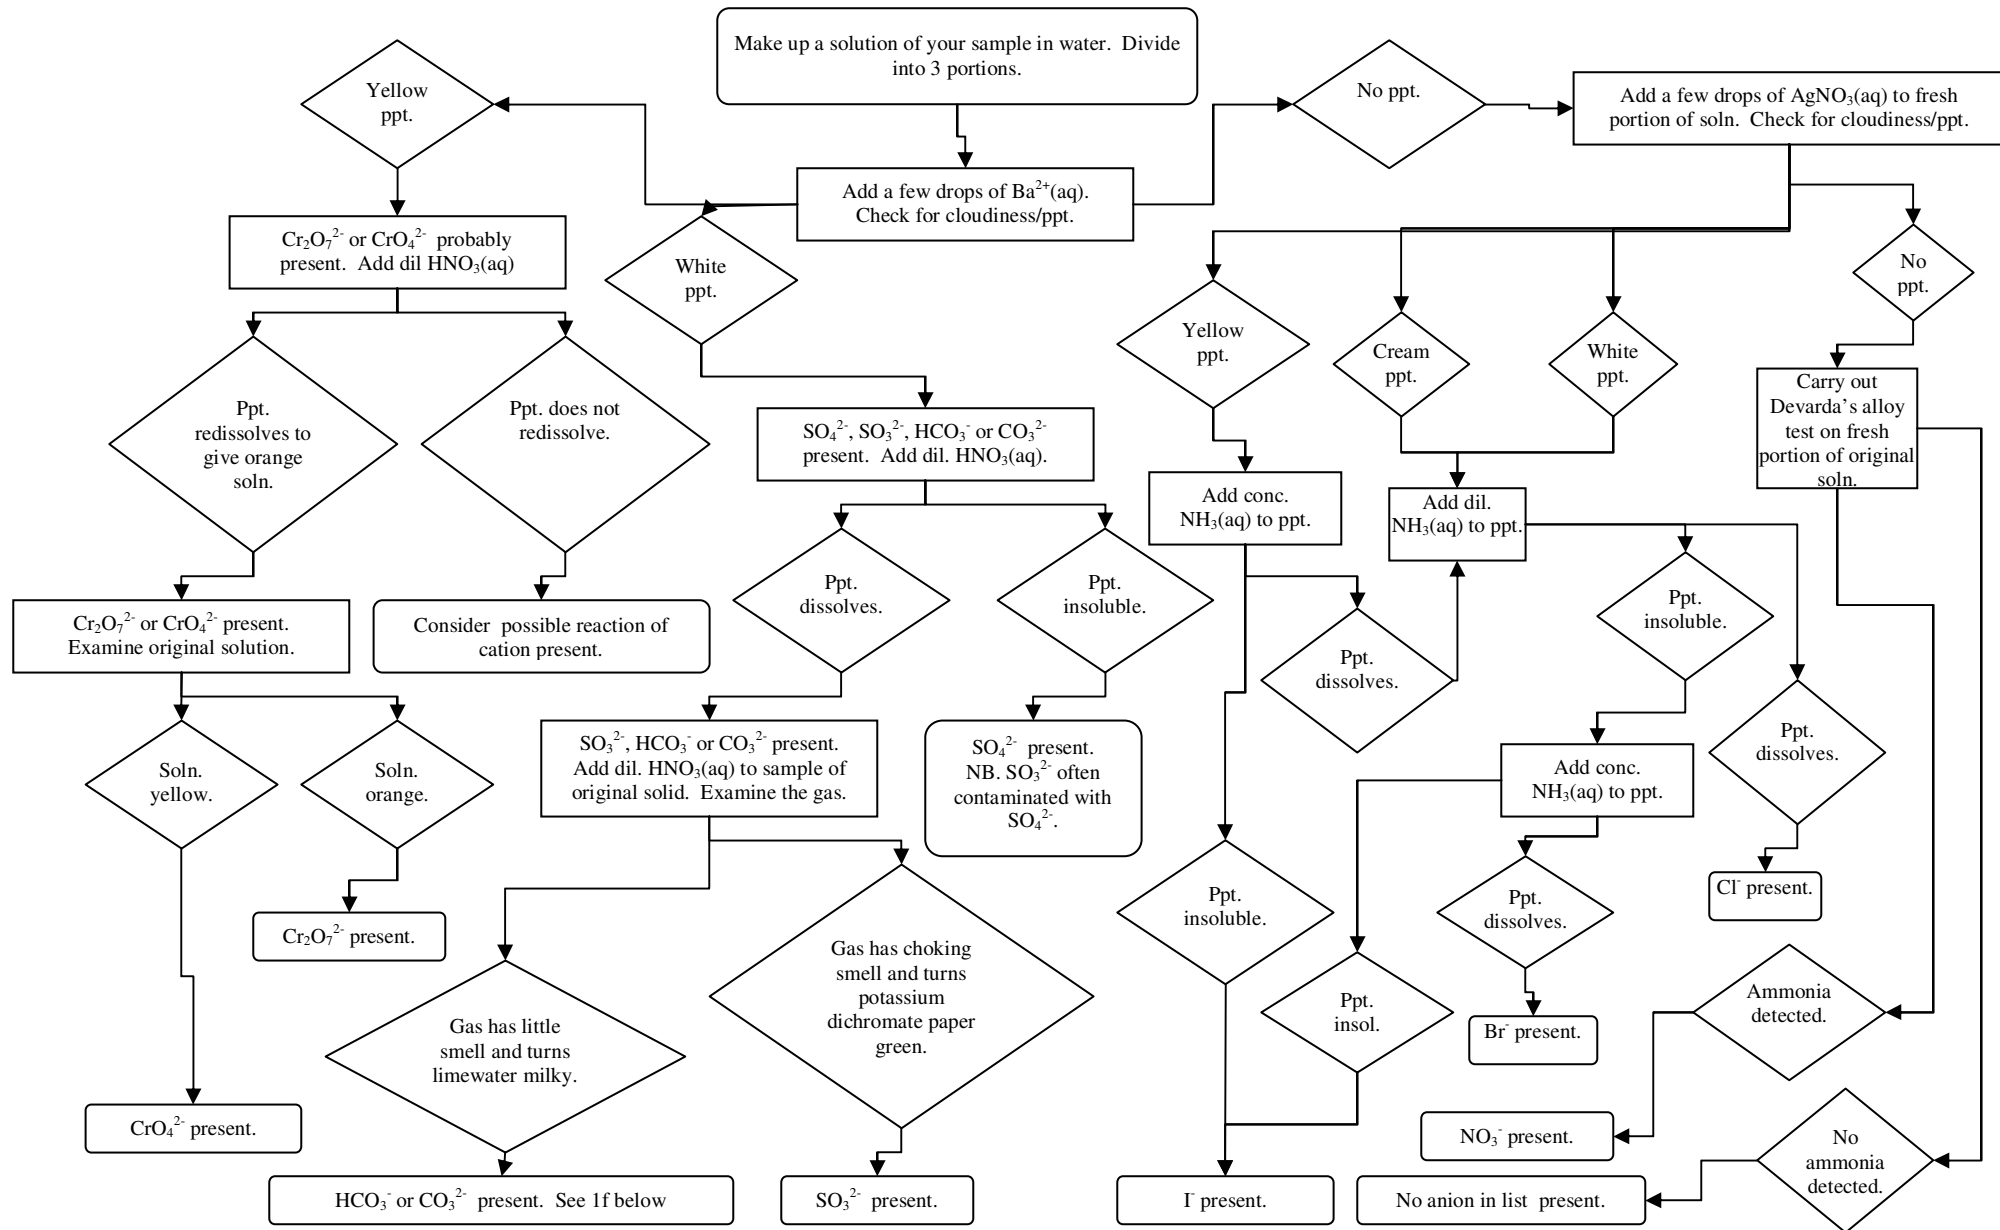 Make up a solution of your sample in water.  Divide
into 3 portions.
Yellow
ppt.
No ppt.
Add a few drops of AgNO₃(aq) to fresh
portion of soln.  Check for cloudiness/ppt.
Add a few drops of Ba²⁺(aq).
Check for cloudiness/ppt.
Cr₂O₇²⁻ or CrO₄²⁻ probably
present.  Add dil HNO₃(aq)
White
ppt.
No
ppt.
Yellow
ppt.
Cream
ppt.
White
ppt.
Ppt.
redissolves to
give orange
soln.
Ppt. does not
redissolve.
SO₄²⁻, SO₃²⁻, HCO₃⁻ or CO₃²⁻
present.  Add dil. HNO₃(aq).
Carry out
Devarda's alloy
test on fresh
portion of original
soln.
Add conc.
NH₃(aq) to ppt.
Add dil.
NH₃(aq) to ppt.
Ppt.
dissolves.
Ppt.
insoluble.
Ppt.
insoluble.
Cr₂O₇²⁻ or CrO₄²⁻ present.
Examine original solution.
Consider  possible reaction of
cation present.
Ppt.
dissolves.
SO₃²⁻, HCO₃⁻ or CO₃²⁻ present.
Add dil. HNO₃(aq) to sample of
original solid.  Examine the gas.
SO₄²⁻  present.
NB. SO₃²⁻ often
contaminated with
SO₄²⁻.
Ppt.
dissolves.
Soln.
yellow.
Soln.
orange.
Add conc.
NH₃(aq) to ppt.
Cl⁻ present.
Ppt.
insoluble.
Ppt.
dissolves.
Cr₂O₇²⁻ present.
Gas has choking
smell and turns
potassium
dichromate paper
green.
Ppt.
insol.
Ammonia
detected.
Br⁻ present.
Gas has little
smell and turns
limewater milky.
CrO₄²⁻ present.
NO₃⁻ present.
No
ammonia
detected.
HCO₃⁻ or CO₃²⁻  present.  See 1f below
SO₃²⁻  present.
I⁻ present.
No anion in list  present.